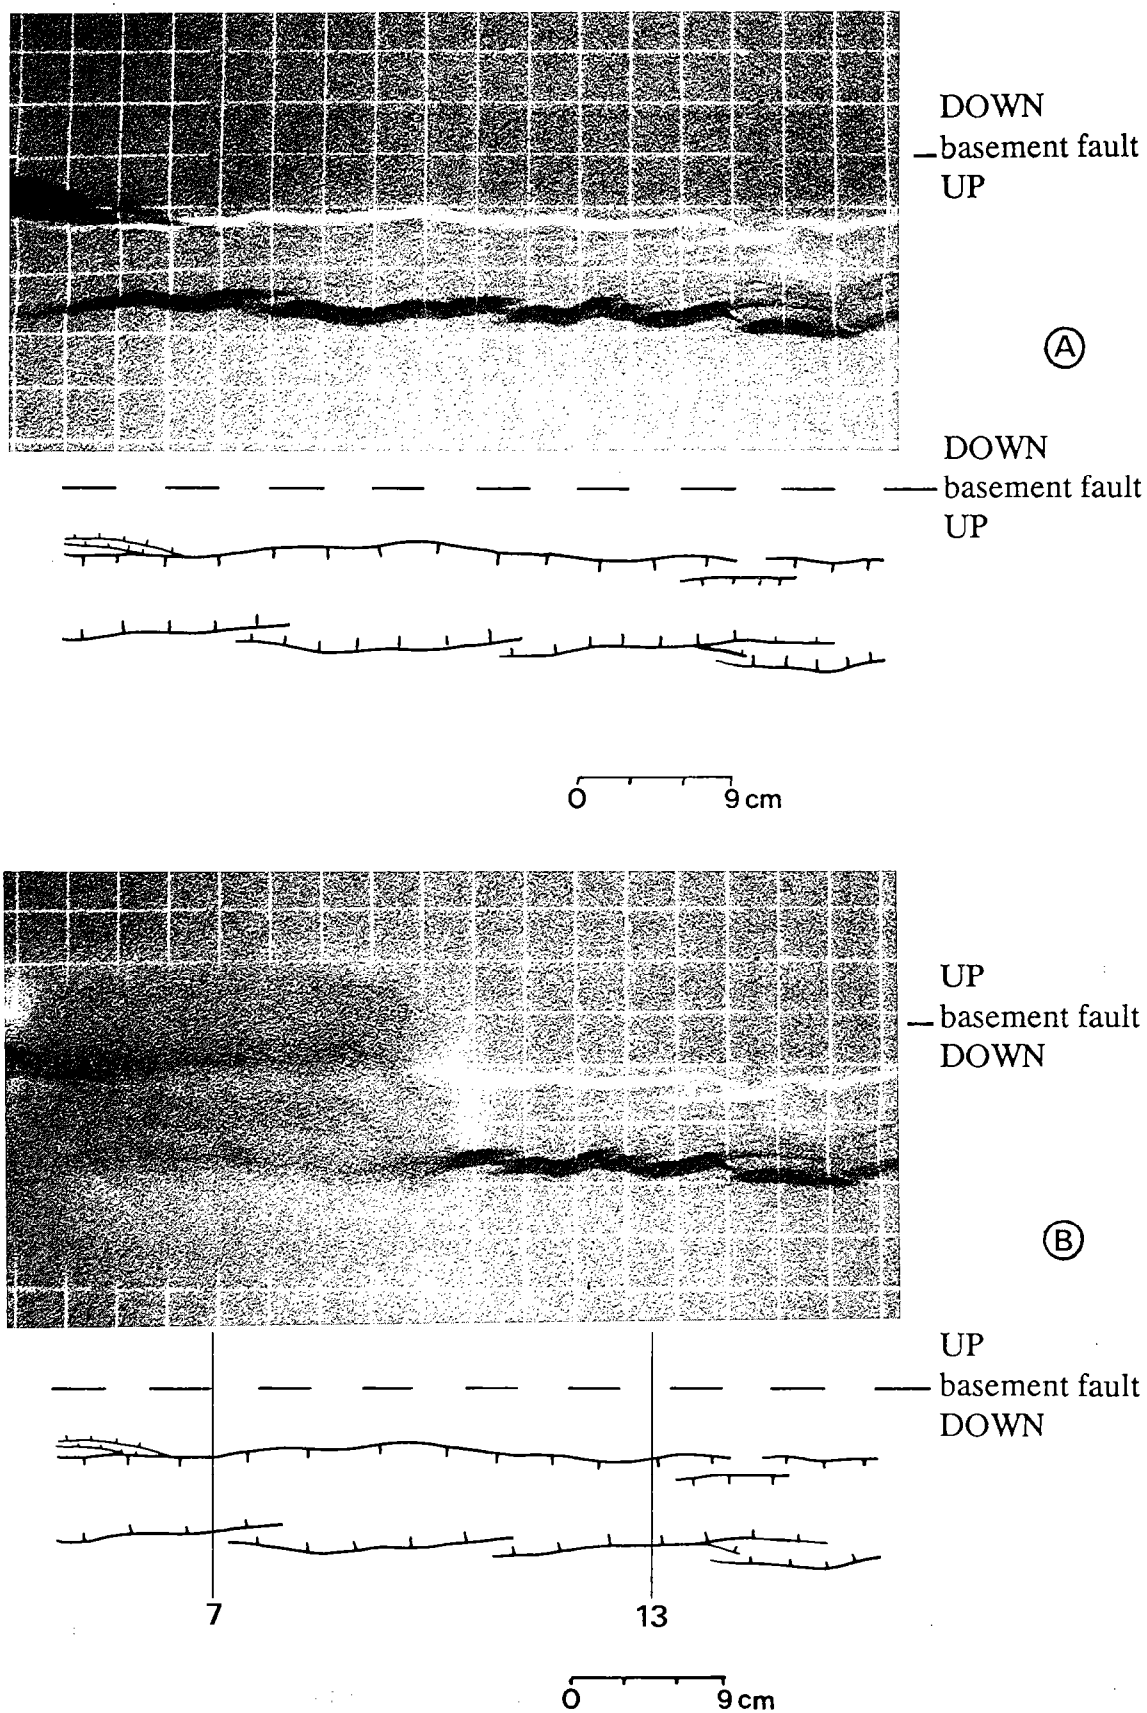 DOWN
basement fault
UP
A
DOWN
basement fault
UP
0 9 cm
UP
basement fault
DOWN
B
UP
basement fault
DOWN
7 13
0 9 cm